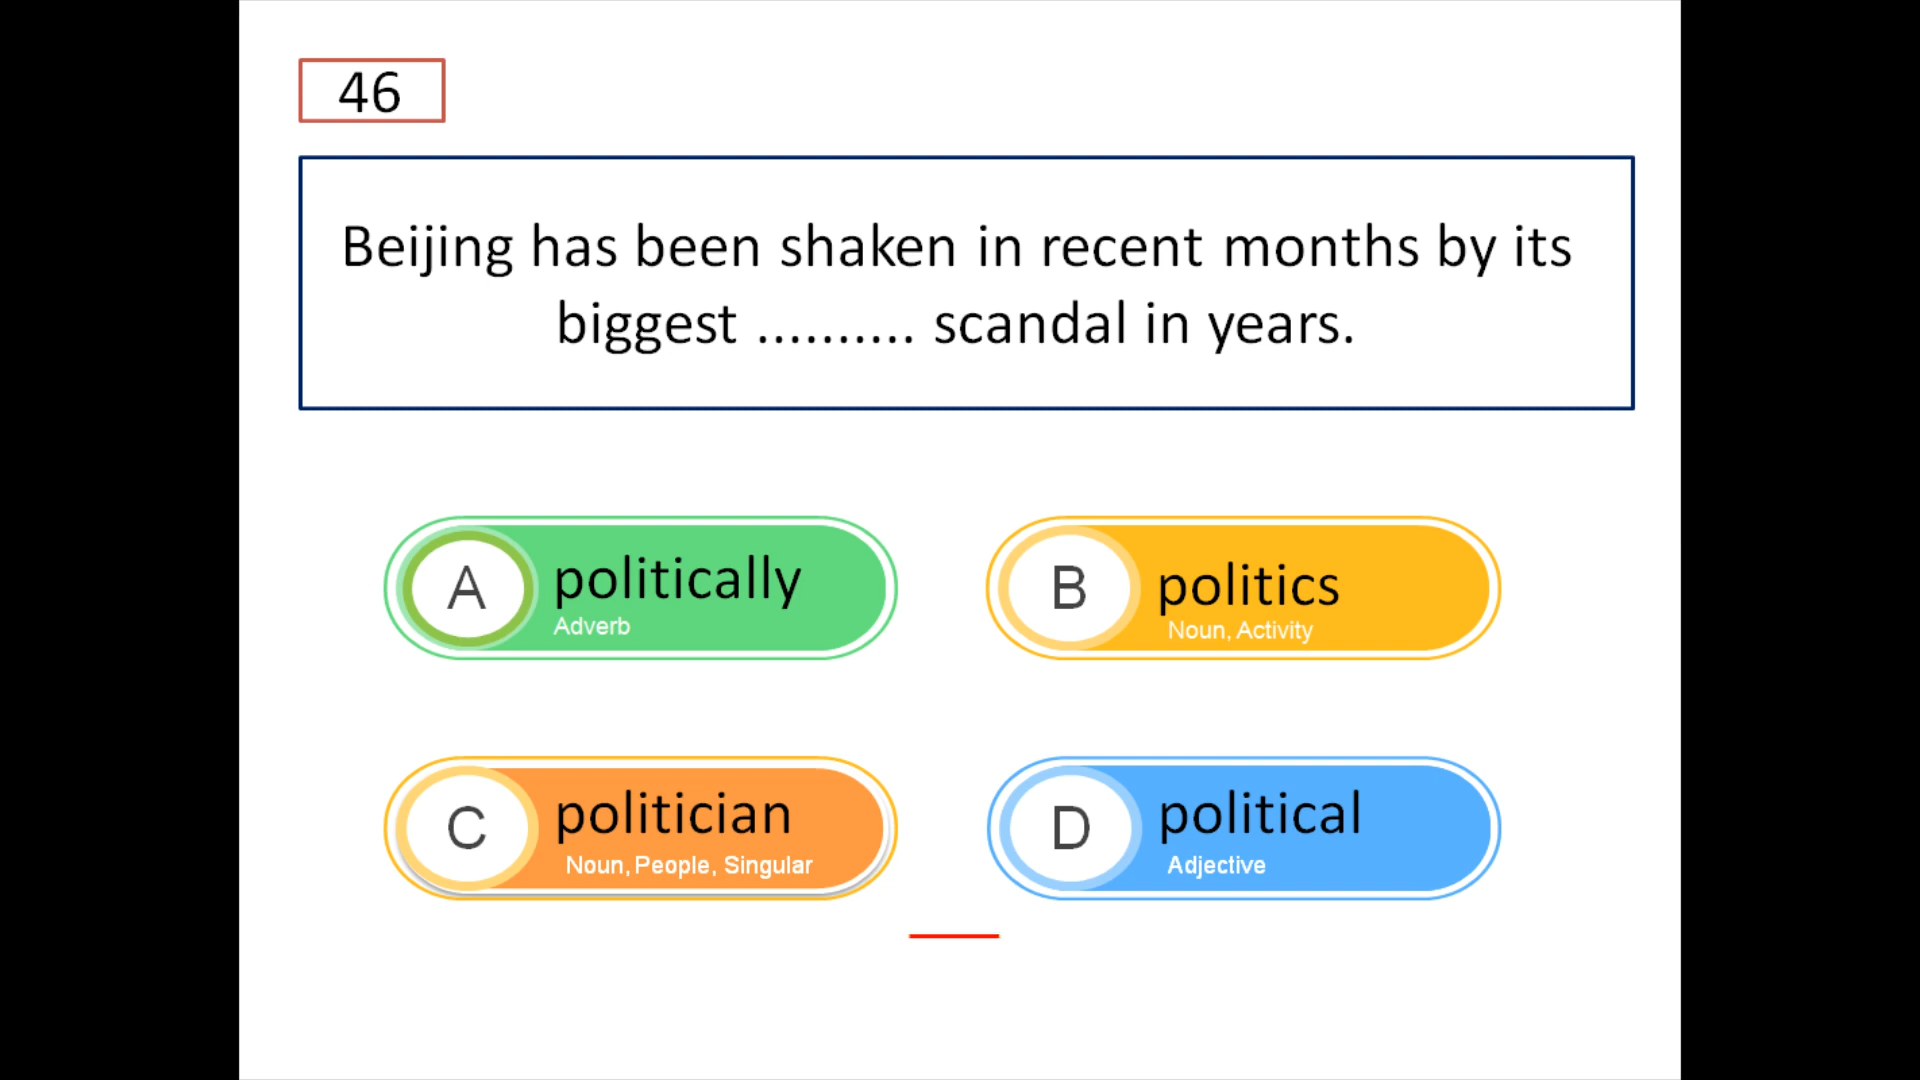 46
Beijing has been shaken in recent months by its
biggest .......... scandal in years.
A politically
Adverb
B politics
Noun, Activity
C politician
Noun, People, Singular
D political
Adjective